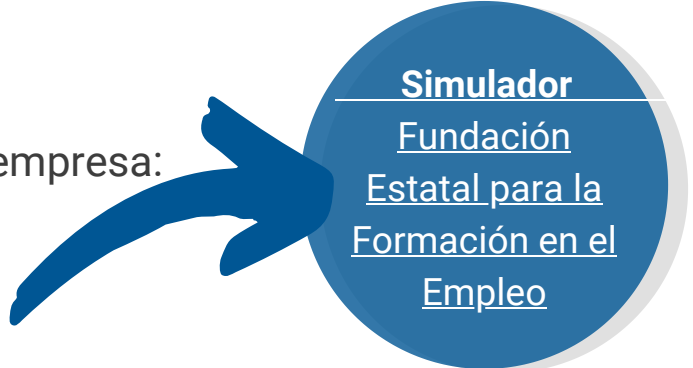 empresa:
Simulador
Fundación
Estatal para la
Formación en el
Empleo